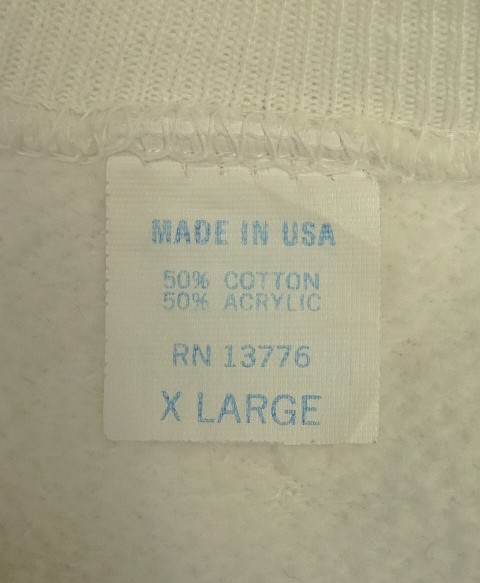 MADE IN USA
50% COTTON
50% ACRYLIC
RN 13776
X LARGE